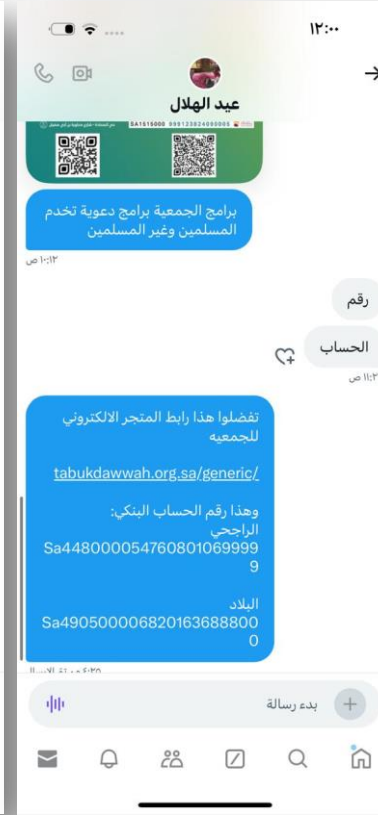 ١٢:٠٠
عيد الهلال
SA1515000
برامج الجمعية برامج دعوية تخدم
المسلمين وغير المسلمين
١٠:١٢ ص
رقم
الحساب
تفضلوا هذا رابط المتجر الالكتروني
للجمعيه
tabukdawwah.org.sa/generic/
وهذا رقم الحساب البنكي:
الراجحي
Sa448000054760801069999
9
البلاد
Sa490500006820163688800
0
بدء رسالة